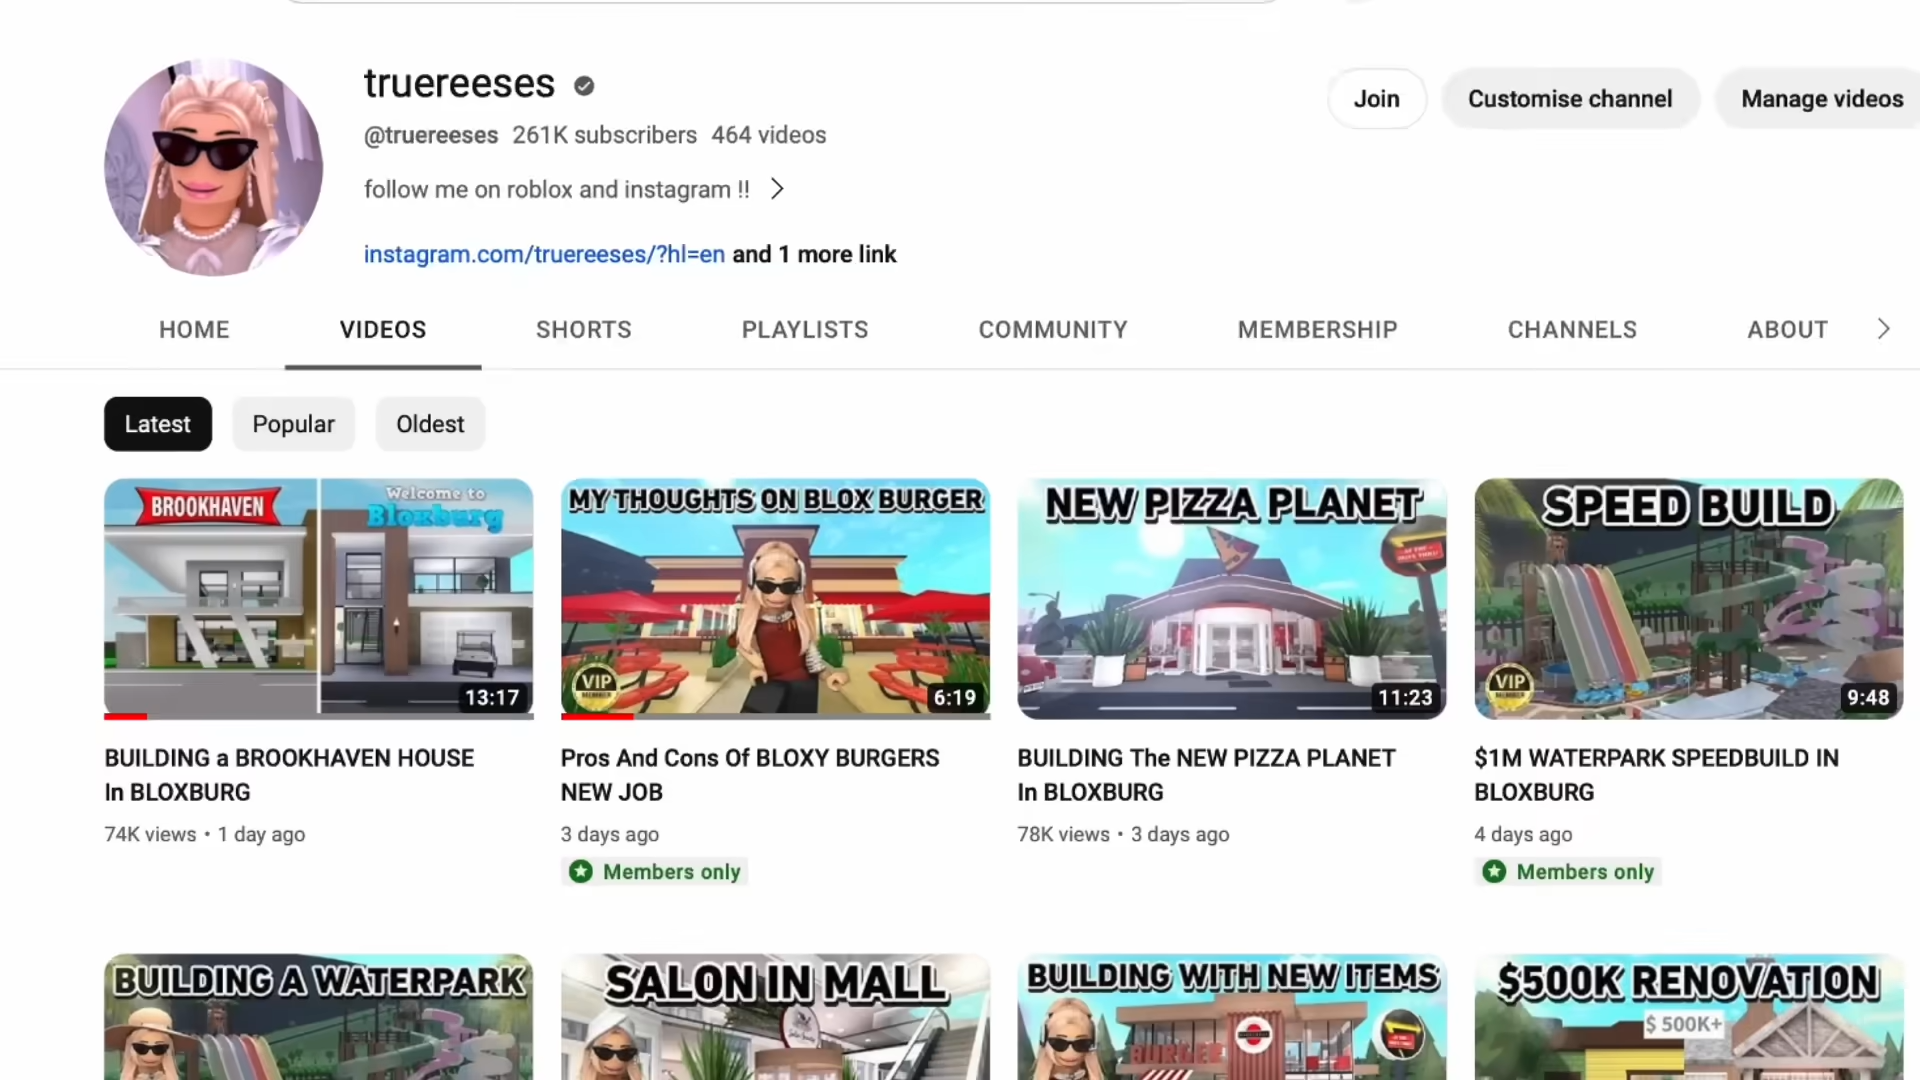 truereeses
@truereeses 261K subscribers 464 videos
follow me on roblox and instagram !!
instagram.com/truereeses/?hl=en and 1 more link
Join
Customise channel
Manage videos
HOME
VIDEOS
SHORTS
PLAYLISTS
COMMUNITY
MEMBERSHIP
CHANNELS
ABOUT
Latest
Popular
Oldest
BROOKHAVEN
Welcome to
Bloxburg
13:17
BUILDING a BROOKHAVEN HOUSE
In BLOXBURG
74K views • 1 day ago
MY THOUGHTS ON BLOX BURGER
VIP
6:19
Pros And Cons Of BLOXY BURGERS
NEW JOB
3 days ago
Members only
NEW PIZZA PLANET
11:23
BUILDING The NEW PIZZA PLANET
In BLOXBURG
78K views • 3 days ago
SPEED BUILD
VIP
9:48
$1M WATERPARK SPEEDBUILD IN
BLOXBURG
4 days ago
Members only
BUILDING A WATERPARK
SALON IN MALL
BUILDING WITH NEW ITEMS
BURGER
$500K RENOVATION
$ 500K+